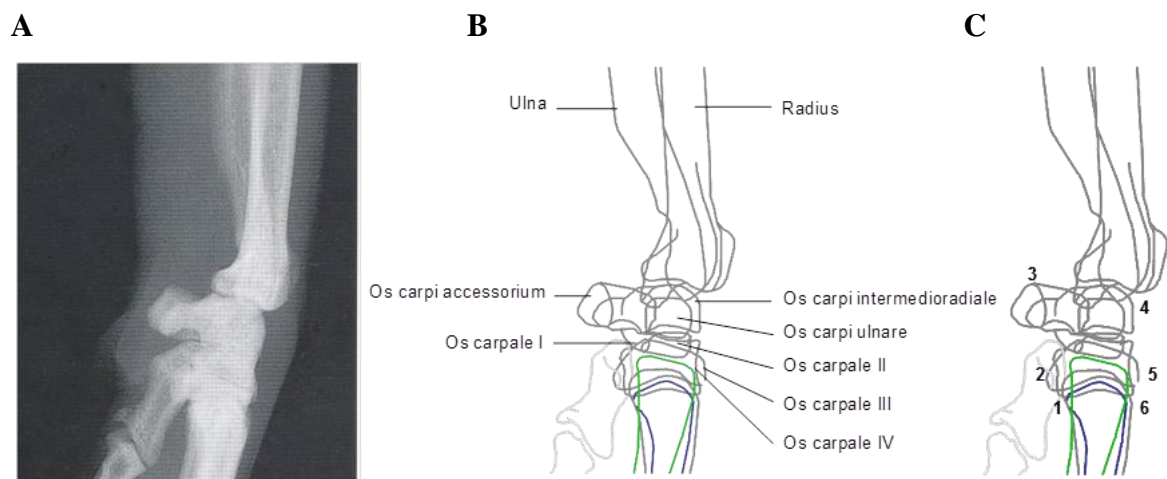 A
B
C
Ulna
Radius
Os carpi accessorium
Os carpi intermedioradiale
Os carpi ulnare
Os carpale I
Os carpale II
Os carpale III
Os carpale IV
3
4
2
5
1
6